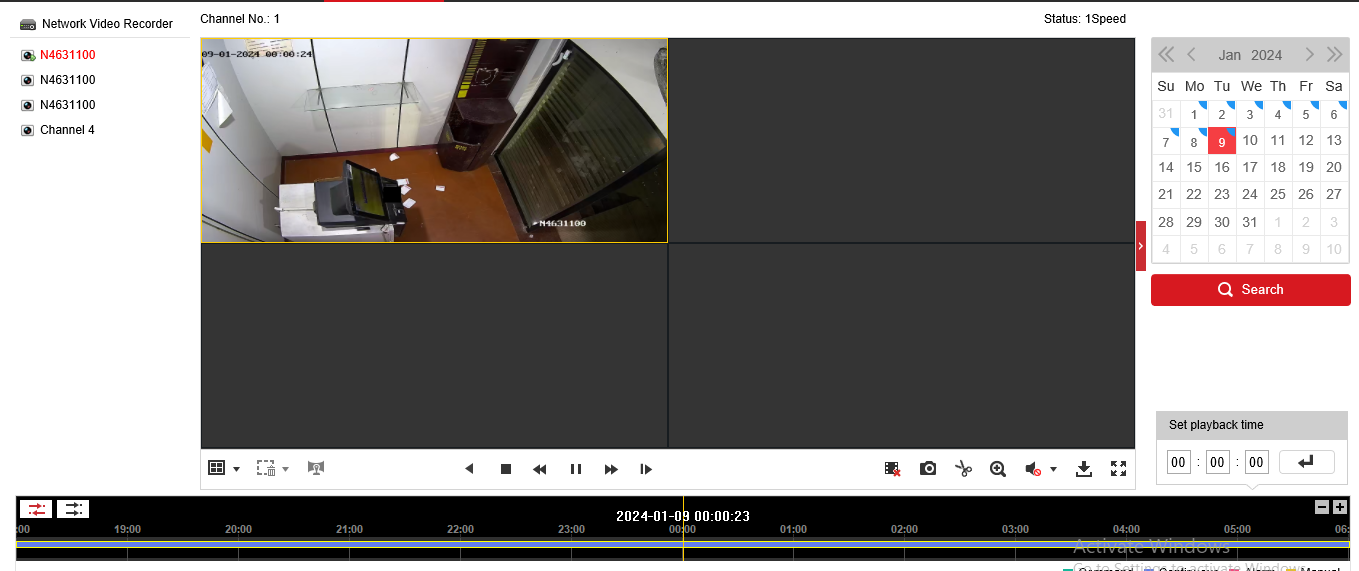 Network Video Recorder
N4631100
N4631100
N4631100
Channel 4
Channel No.: 1
Status: 1Speed
09-01-2024 00:00:24
N4631100
Jan 2024
Su Mo Tu We Th Fr Sa
31 1 2 3 4 5 6
7 8 9 10 11 12 13
14 15 16 17 18 19 20
21 22 23 24 25 26 27
28 29 30 31 1 2 3
4 5 6 7 8 9 10
Search
Set playback time
00 : 00 : 00
2024-01-09 00:00:23
:00 19:00 20:00 21:00 22:00 23:00 00:00 01:00 02:00 03:00 04:00 05:00 06:
Activate Windows
Go to Settings to activate Windows.
Command Continuous Alarm Manual